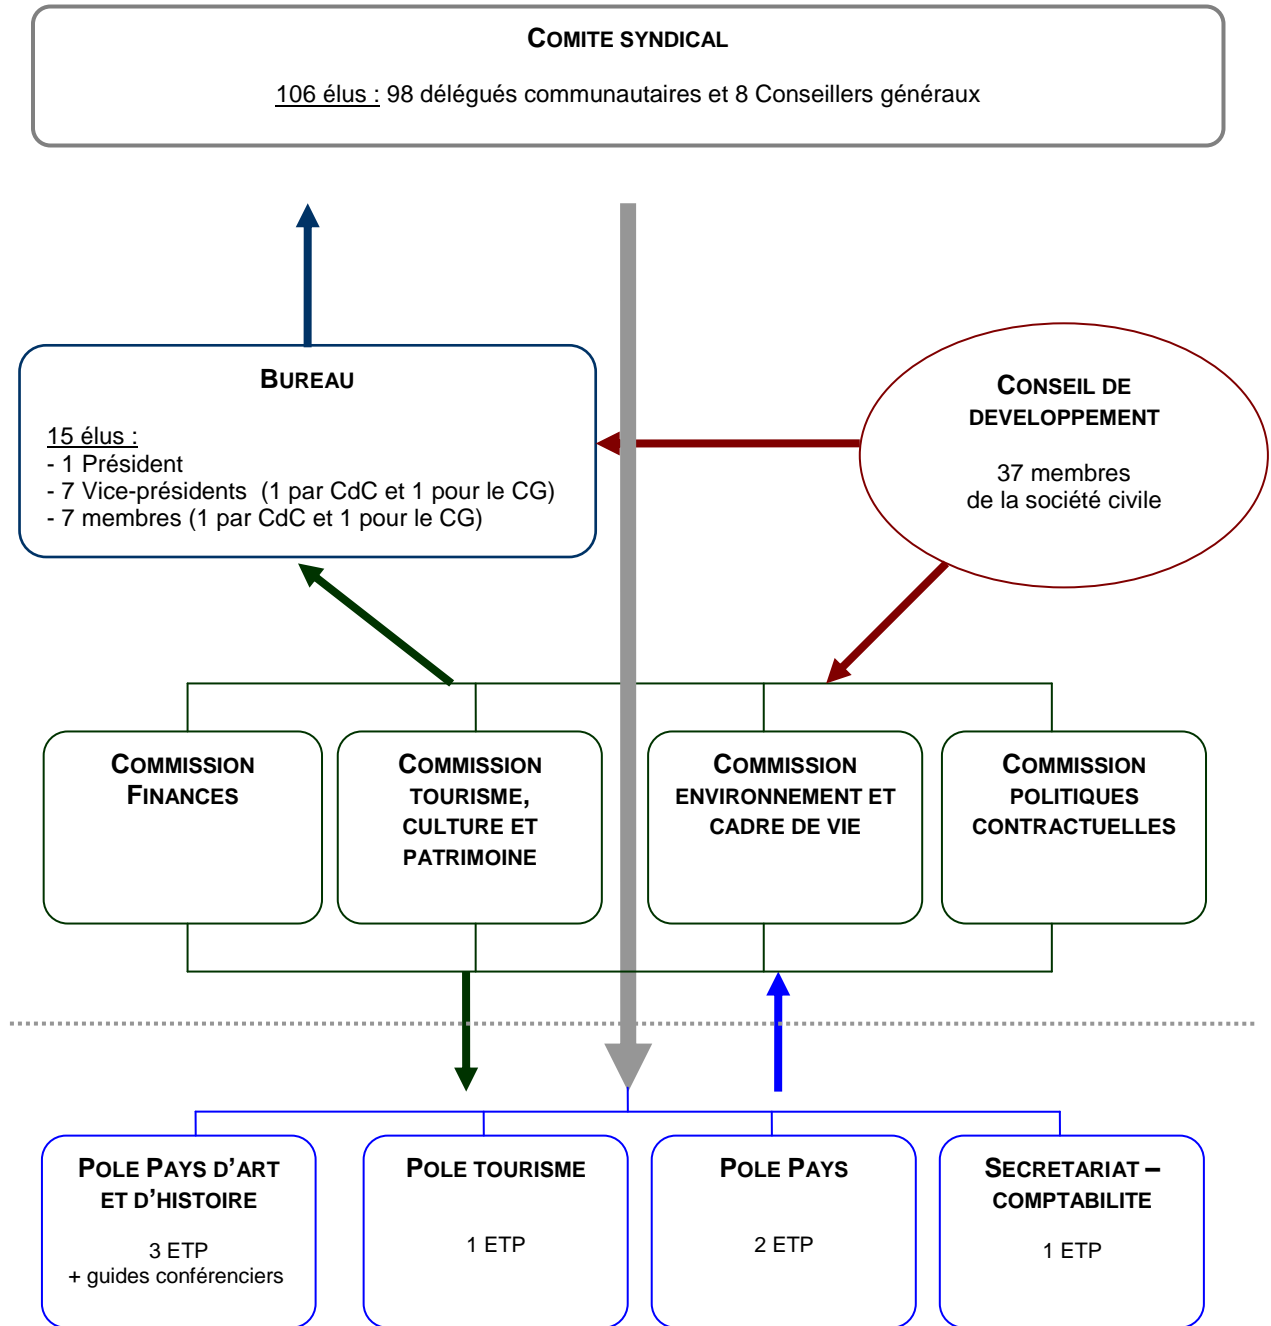 COMITE SYNDICAL
106 élus : 98 délégués communautaires et 8 Conseillers généraux
BUREAU
15 élus :
- 1 Président
- 7 Vice-présidents  (1 par CdC et 1 pour le CG)
- 7 membres (1 par CdC et 1 pour le CG)
CONSEIL DE
DEVELOPPEMENT
37 membres
de la société civile
COMMISSION
FINANCES
COMMISSION
TOURISME,
CULTURE ET
PATRIMOINE
COMMISSION
ENVIRONNEMENT ET
CADRE DE VIE
COMMISSION
POLITIQUES
CONTRACTUELLES
POLE PAYS D’ART
ET D’HISTOIRE
3 ETP
+ guides conférenciers
POLE TOURISME
1 ETP
POLE PAYS
2 ETP
SECRETARIAT –
COMPTABILITE
1 ETP